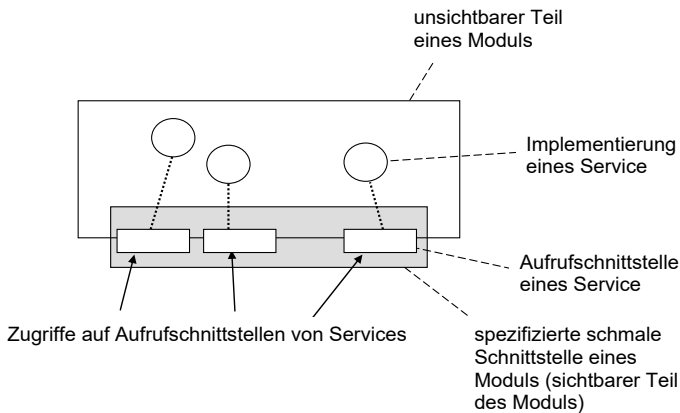 unsichtbarer Teil
eines Moduls
Implementierung
eines Service
Aufrufschnittstelle
eines Service
Zugriffe auf Aufrufschnittstellen von Services
spezifizierte schmale
Schnittstelle eines
Moduls (sichtbarer Teil
des Moduls)